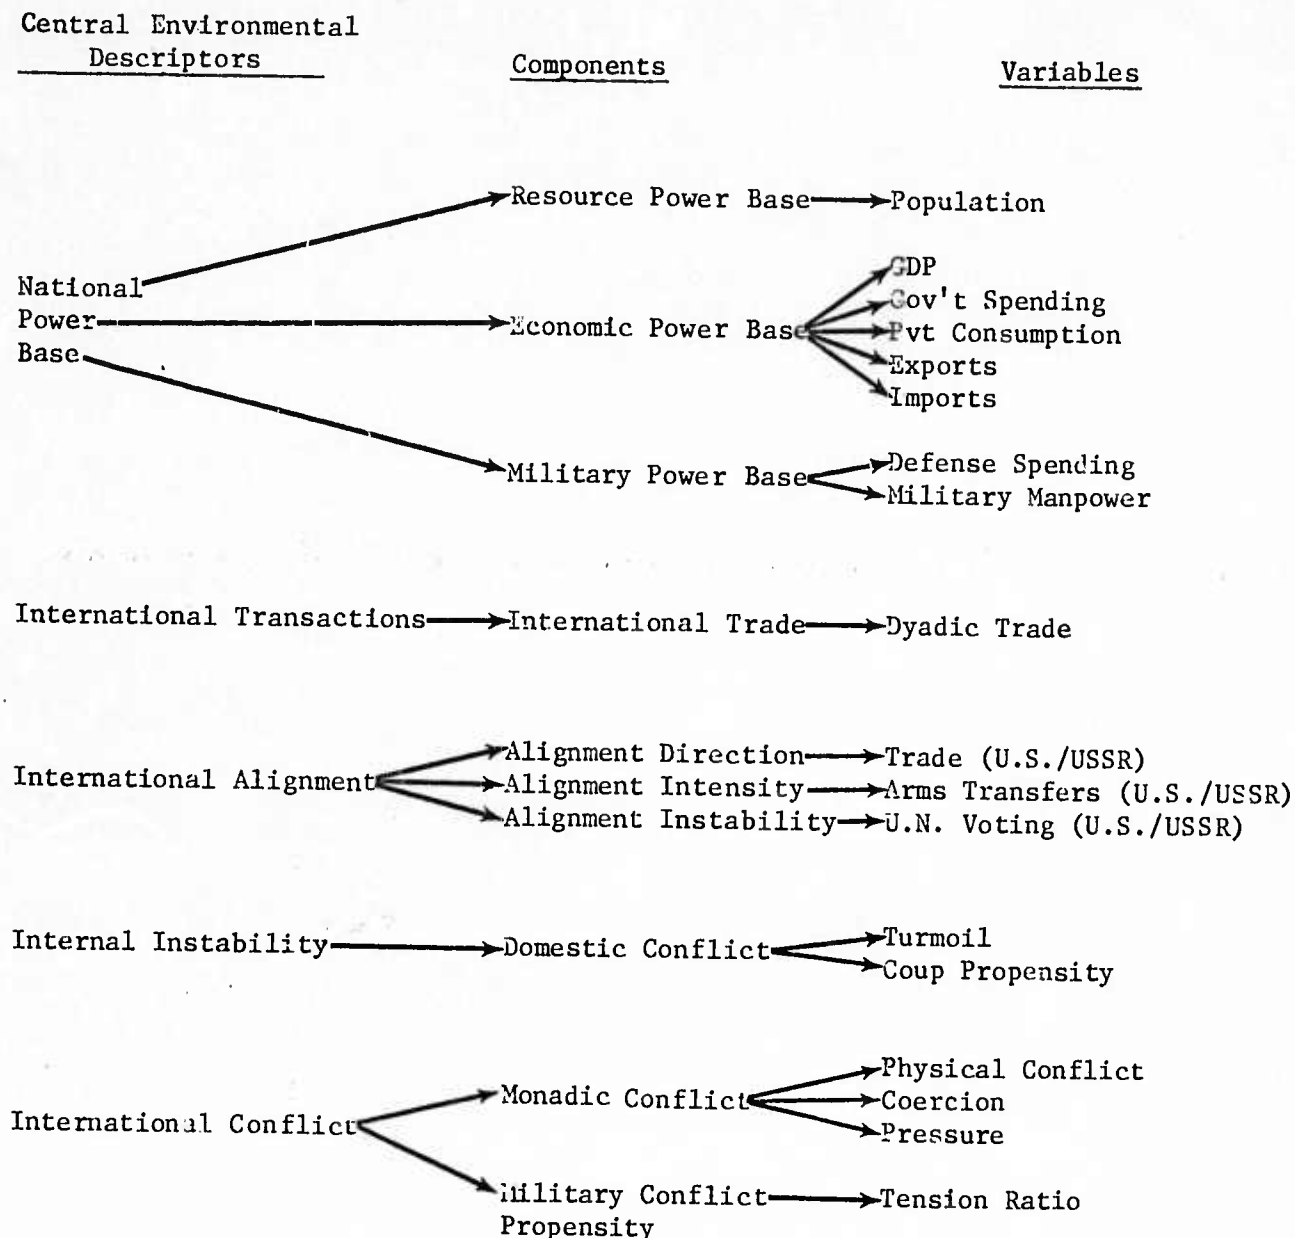 Central Environmental
Descriptors
Components
Variables
Resource Power Base
Population
National
Power
Base
Economic Power Base
GDP
Gov't Spending
Pvt Consumption
Exports
Imports
Military Power Base
Defense Spending
Military Manpower
International Transactions
International Trade
Dyadic Trade
International Alignment
Alignment Direction
Trade (U.S./USSR)
Alignment Intensity
Arms Transfers (U.S./USSR)
Alignment Instability
U.N. Voting (U.S./USSR)
Internal Instability
Domestic Conflict
Turmoil
Coup Propensity
International Conflict
Monadic Conflict
Physical Conflict
Coercion
Pressure
Military Conflict
Propensity
Tension Ratio